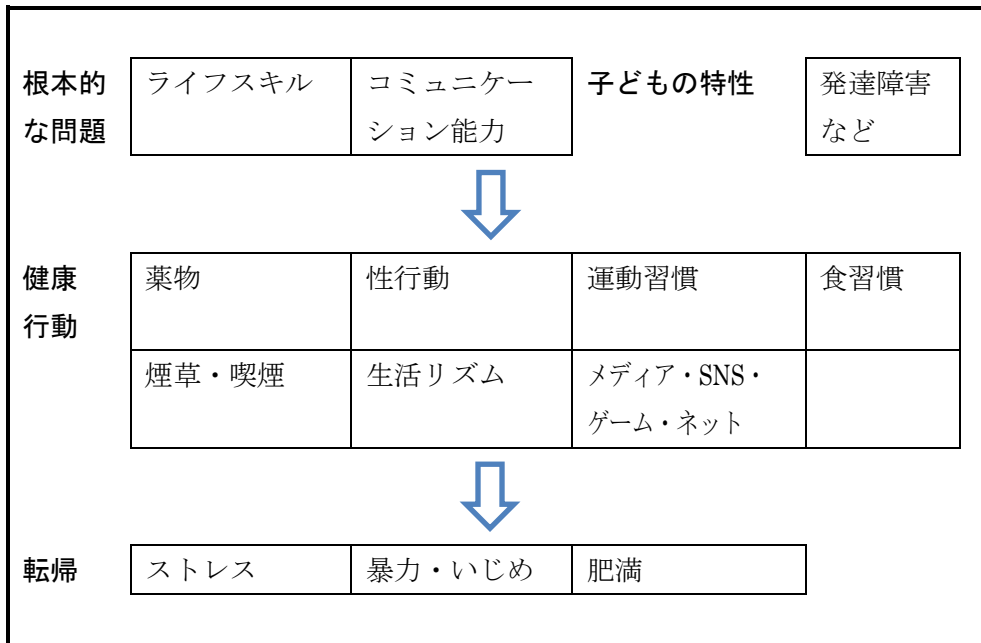 根本的 ライフスキル コミュニケー 子どもの特性 発達障害
な問題 ション能力 など
健康 薬物 性行動 運動習慣 食習慣
行動
煙草・喫煙 生活リズム メディア・SNS・
ゲーム・ネット
転帰 ストレス 暴力・いじめ 肥満